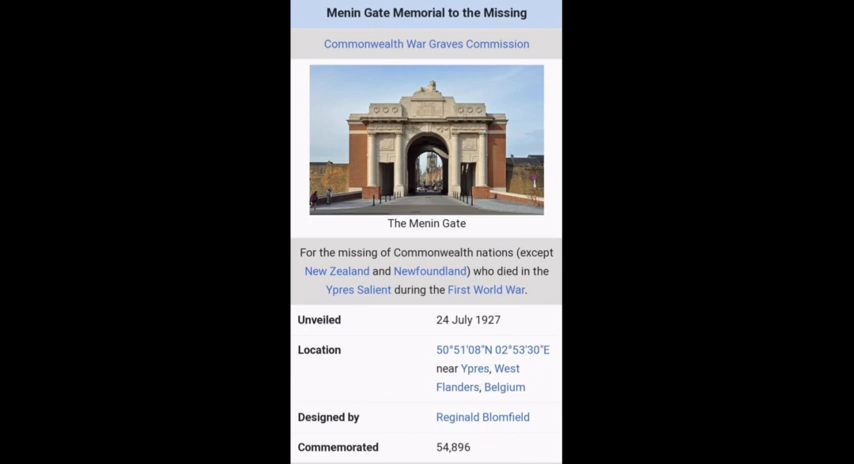 Menin Gate Memorial to the Missing
Commonwealth War Graves Commission
The Menin Gate
For the missing of Commonwealth nations (except
New Zealand and Newfoundland) who died in the
Ypres Salient during the First World War.
Unveiled 24 July 1927
Location 50°51'08"N 02°53'30"E
near Ypres, West
Flanders, Belgium
Designed by Reginald Blomfield
Commemorated 54,896